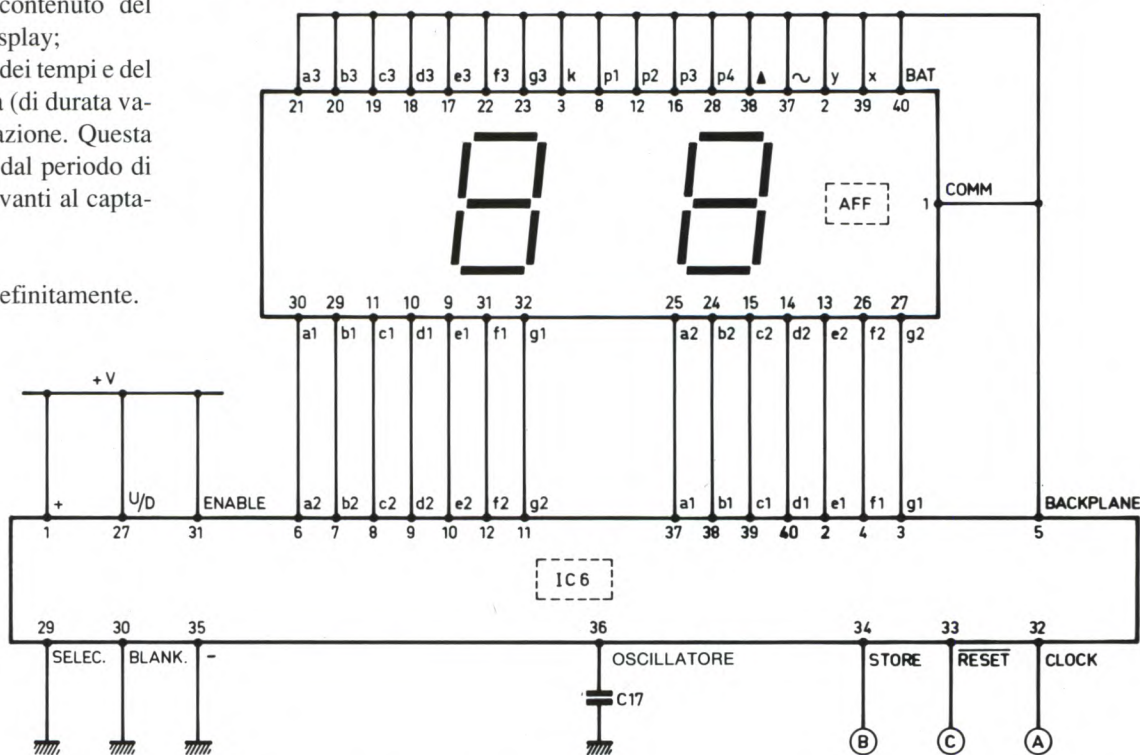 contenuto del
splay;
dei tempi e del
a (di durata va-
azione. Questa
dal periodo di
vanti al capta-
efinitamente.
a3 b3 c3 d3 e3 f3 g3 k p1 p2 p3 p4 ▲ ~ y x BAT
21 20 19 18 17 22 23 3 8 12 16 28 38 37 2 39 40
8 8
AFF
1 COMM
30 29 11 10 9 31 32 25 24 15 14 13 26 27
a1 b1 c1 d1 e1 f1 g1 a2 b2 c2 d2 e2 f2 g2
+V
+ U/D ENABLE a2 b2 c2 d2 e2 f2 g2 a1 b1 c1 d1 e1 f1 g1 BACKPLANE
1 27 31 6 7 8 9 10 12 11 37 38 39 40 2 4 3 5
IC6
29 30 35 36 34 33 32
SELEC. BLANK. - OSCILLATORE STORE RESET CLOCK
C17
B C A